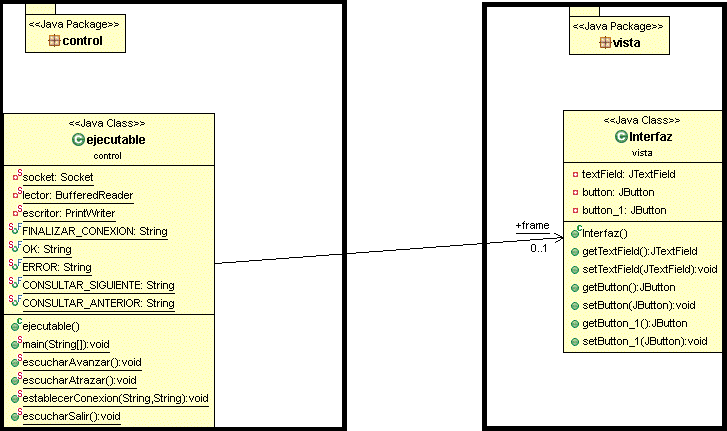 <<Java Package>>
control
<<Java Class>>
ejecutable
control
socket: Socket
lector: BufferedReader
escritor: PrintWriter
FINALIZAR_CONEXION: String
OK: String
ERROR: String
CONSULTAR_SIGUIENTE: String
CONSULTAR_ANTERIOR: String
ejecutable()
main(String[]):void
escucharAvanzar():void
escucharAtrazar():void
establecerConexion(String,String):void
escucharSalir():void
+frame
0..1
<<Java Package>>
vista
<<Java Class>>
Interfaz
vista
textField: JTextField
button: JButton
button_1: JButton
Interfaz()
getTextField():JTextField
setTextField(JTextField):void
getButton():JButton
setButton(JButton):void
getButton_1():JButton
setButton_1(JButton):void